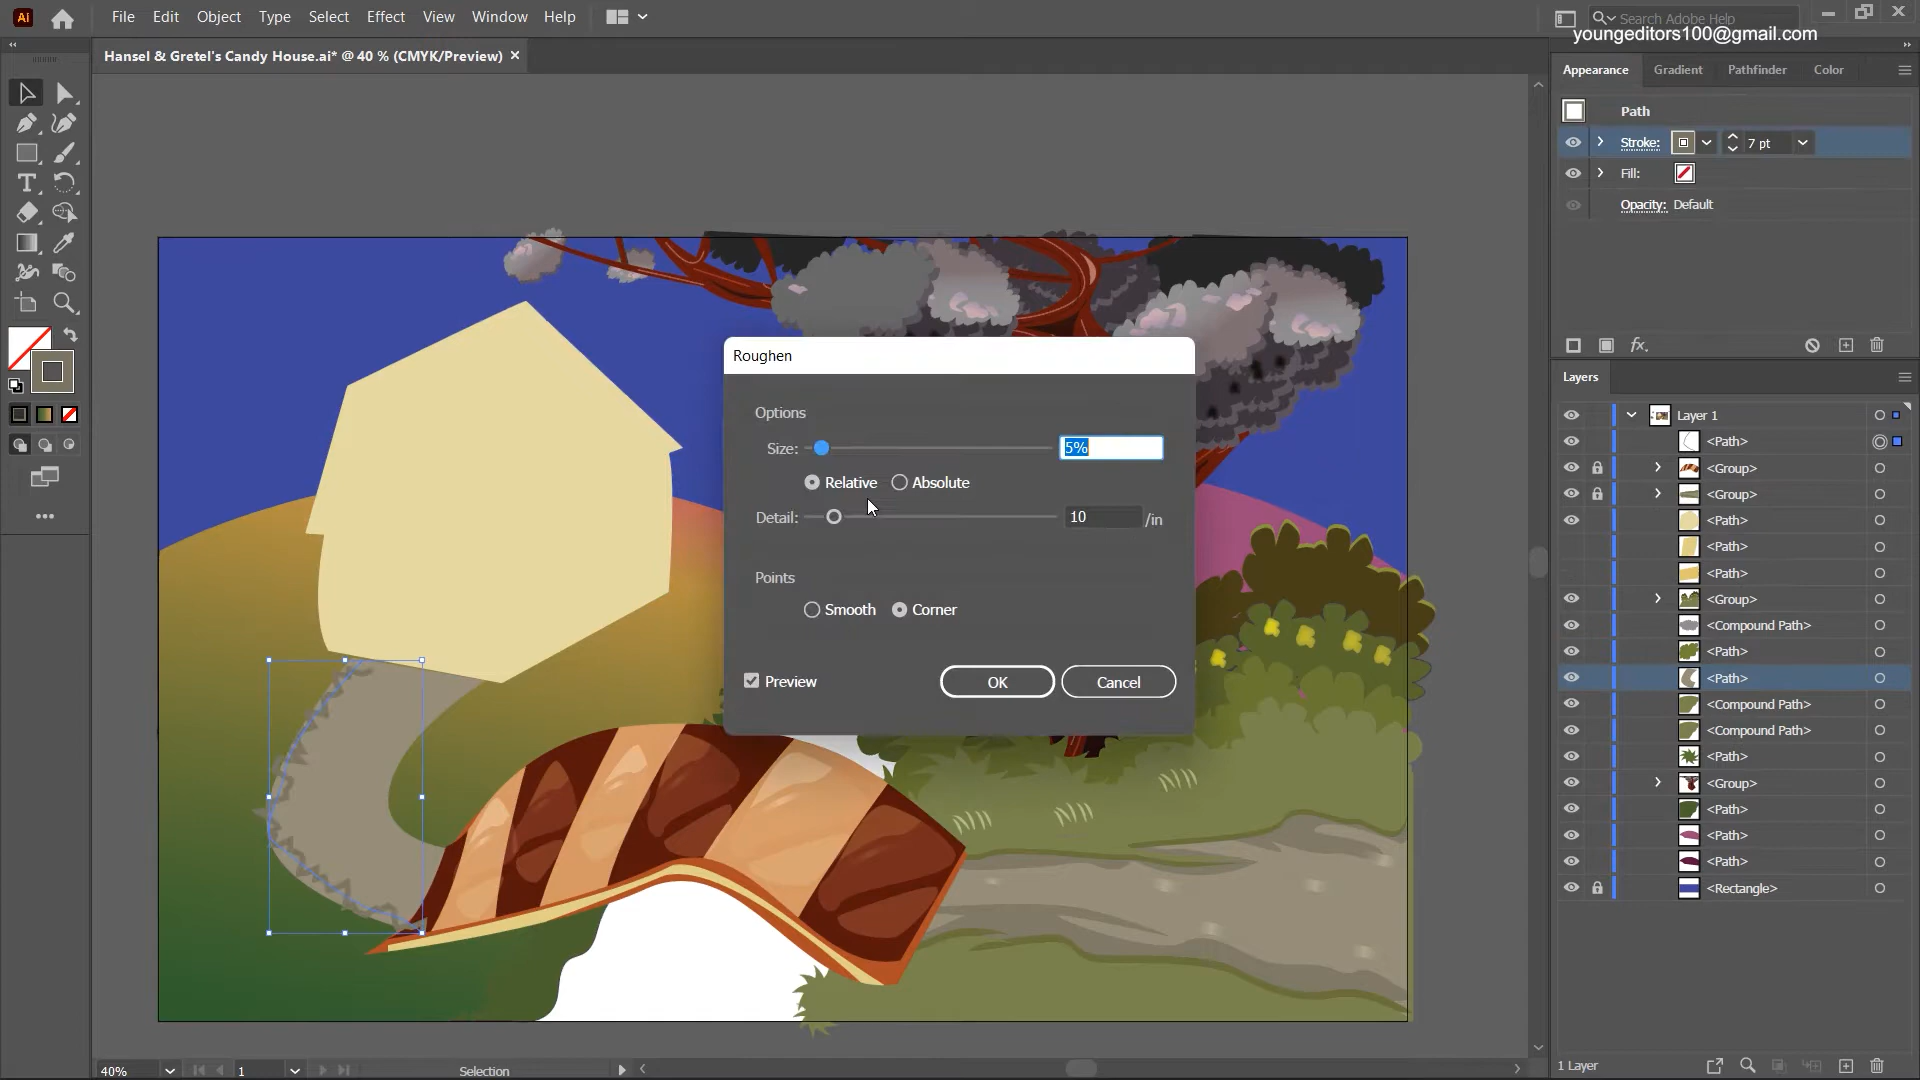 Ai File Edit Object Type Select Effect View Window Help
Search Adobe Help
youngeditors100@gmail.com
Hansel & Gretel's Candy House.ai* @ 40 % (CMYK/Preview) ×
Appearance Gradient Pathfinder Color
Path
Stroke: 7 pt
Fill:
Opacity: Default
fx.
Roughen
Options
Size: 5%
Relative Absolute
Detail: 10 /in
Points
Smooth Corner
Preview OK Cancel
Layers
Layer 1
<Path>
<Group>
<Group>
<Path>
<Path>
<Path>
<Group>
<Compound Path>
<Path>
<Path>
<Compound Path>
<Compound Path>
<Path>
<Group>
<Path>
<Path>
<Path>
<Rectangle>
1 Layer
40% 1 Selection